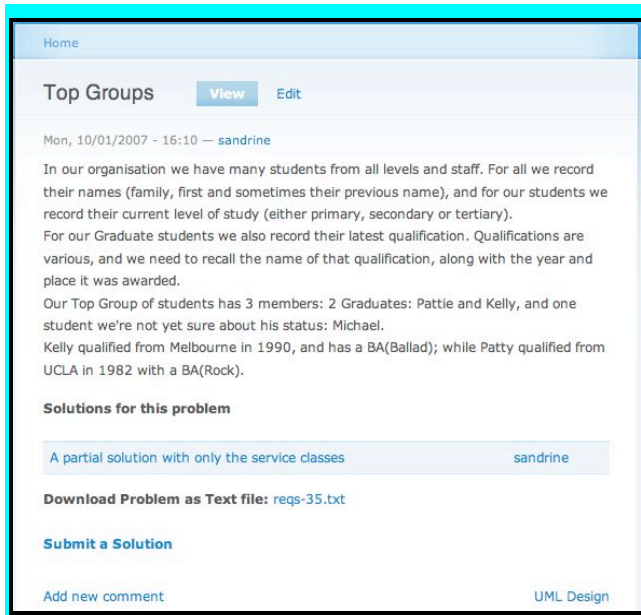 Home
Top Groups View Edit
Mon, 10/01/2007 - 16:10 — sandrine
In our organisation we have many students from all levels and staff. For all we record
their names (family, first and sometimes their previous name), and for our students we
record their current level of study (either primary, secondary or tertiary).
For our Graduate students we also record their latest qualification. Qualifications are
various, and we need to recall the name of that qualification, along with the year and
place it was awarded.
Our Top Group of students has 3 members: 2 Graduates: Pattie and Kelly, and one
student we're not yet sure about his status: Michael.
Kelly qualified from Melbourne in 1990, and has a BA(Ballad); while Patty qualified from
UCLA in 1982 with a BA(Rock).
Solutions for this problem
A partial solution with only the service classes sandrine
Download Problem as Text file: reqs-35.txt
Submit a Solution
Add new comment UML Design